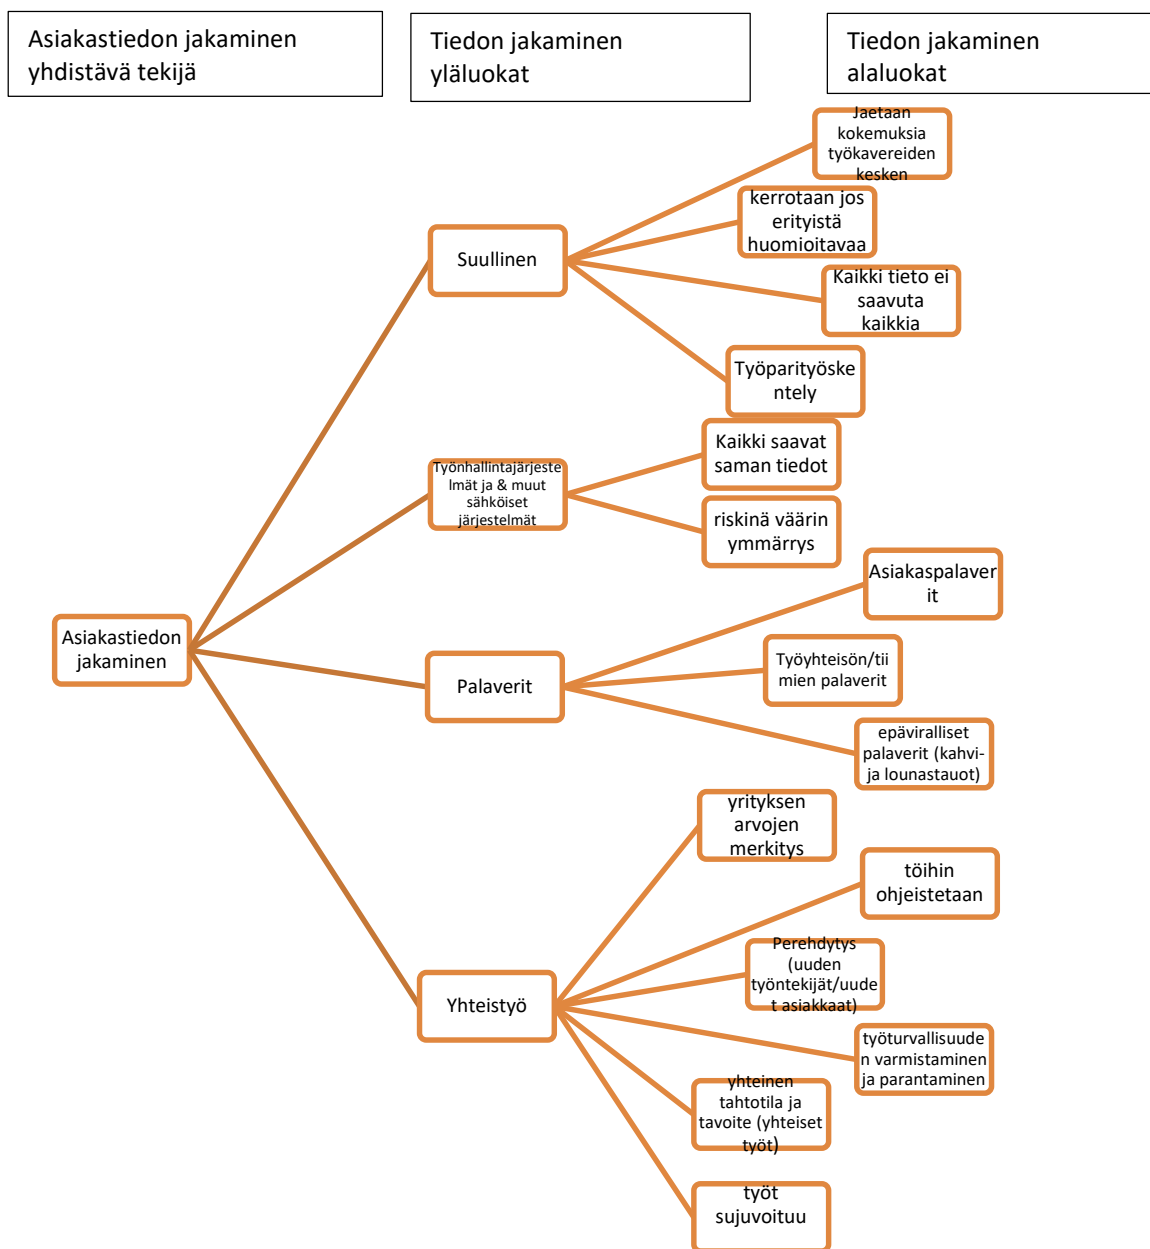 Asiakastiedon jakaminen
yhdistävä tekijä
Tiedon jakaminen
yläluokat
Tiedon jakaminen
alaluokat
Asiakastiedon
jakaminen
Suullinen
Jaetaan
kokemuksia
työkavereiden
kesken
kerrotaan jos
erityistä
huomioitavaa
Kaikki tieto ei
saavuta
kaikkia
Työparityöske
ntely
Työnhallintajärjeste
lmät ja & muut
sähköiset
järjestelmät
Kaikki saavat
saman tiedot
riskinä väärin
ymmärrys
Palaverit
Asiakaspalaver
it
Työyhteisön/tii
mien palaverit
epäviralliset
palaverit (kahvi-
ja lounastauot)
Yhteistyö
yrityksen
arvojen
merkitys
töihin
ohjeistetaan
Perehdytys
(uuden
työntekijät/uude
t asiakkaat)
työturvallisuude
n varmistaminen
ja parantaminen
yhteinen
tahtotila ja
tavoite (yhteiset
työt)
työt
sujuvoituu